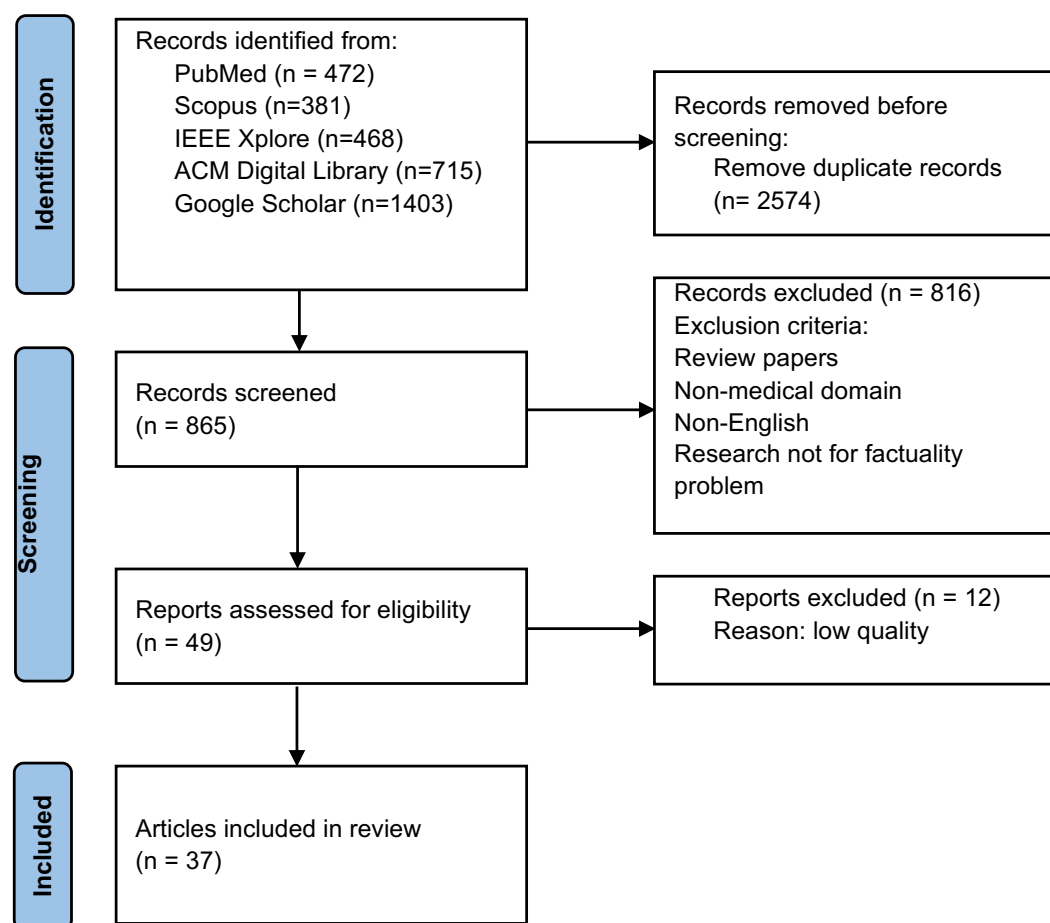 Identification
Records identified from:
PubMed (n = 472)
Scopus (n=381)
IEEE Xplore (n=468)
ACM Digital Library (n=715)
Google Scholar (n=1403)
Records removed before
screening:
Remove duplicate records
(n= 2574)
Screening
Records screened
(n = 865)
Records excluded (n = 816)
Exclusion criteria:
Review papers
Non-medical domain
Non-English
Research not for factuality
problem
Reports assessed for eligibility
(n = 49)
Reports excluded (n = 12)
Reason: low quality
Included
Articles included in review
(n = 37)